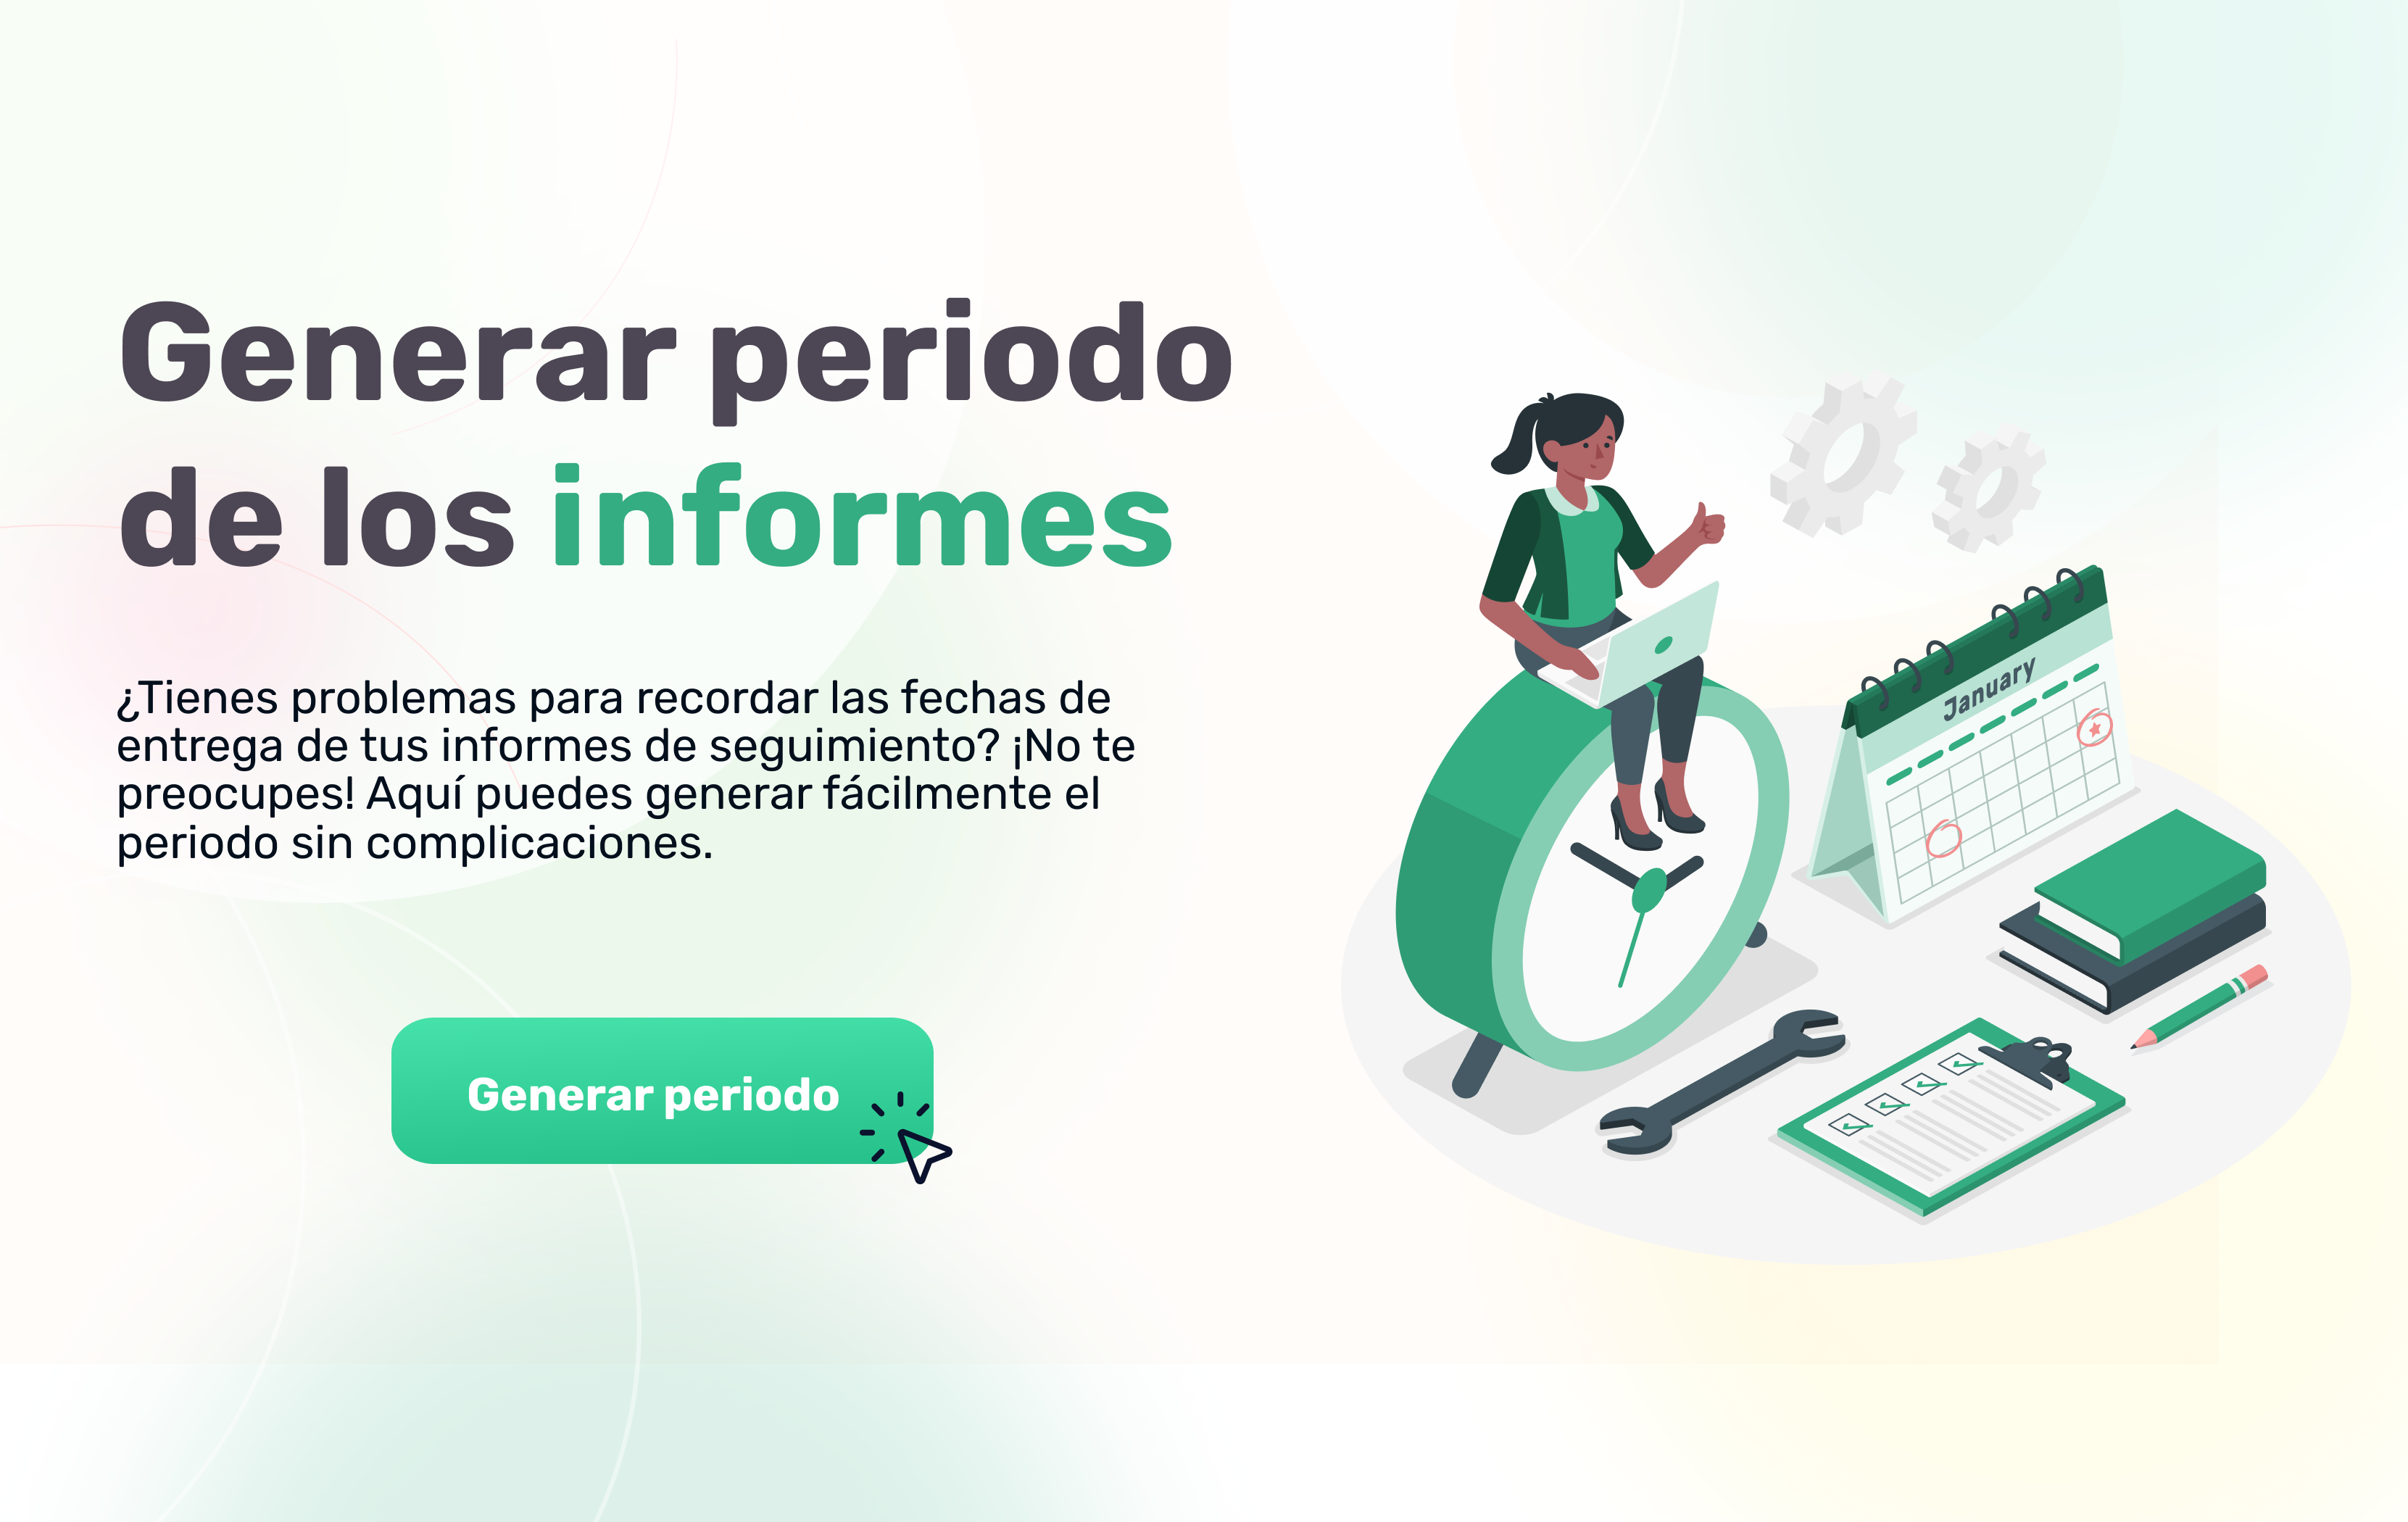 Generar periodo
de los informes
¿Tienes problemas para recordar las fechas de
entrega de tus informes de seguimiento? ¡No te
preocupes! Aquí puedes generar fácilmente el
periodo sin complicaciones.
Generar periodo
January